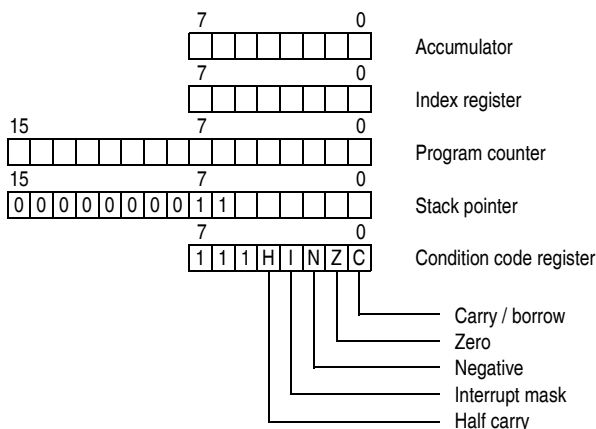 7 0
Accumulator
7 0
Index register
15 7 0
Program counter
15 7 0
0 0 0 0 0 0 0 0 1 1
Stack pointer
7 0
1 1 1 H I N Z C
Condition code register
Carry / borrow
Zero
Negative
Interrupt mask
Half carry